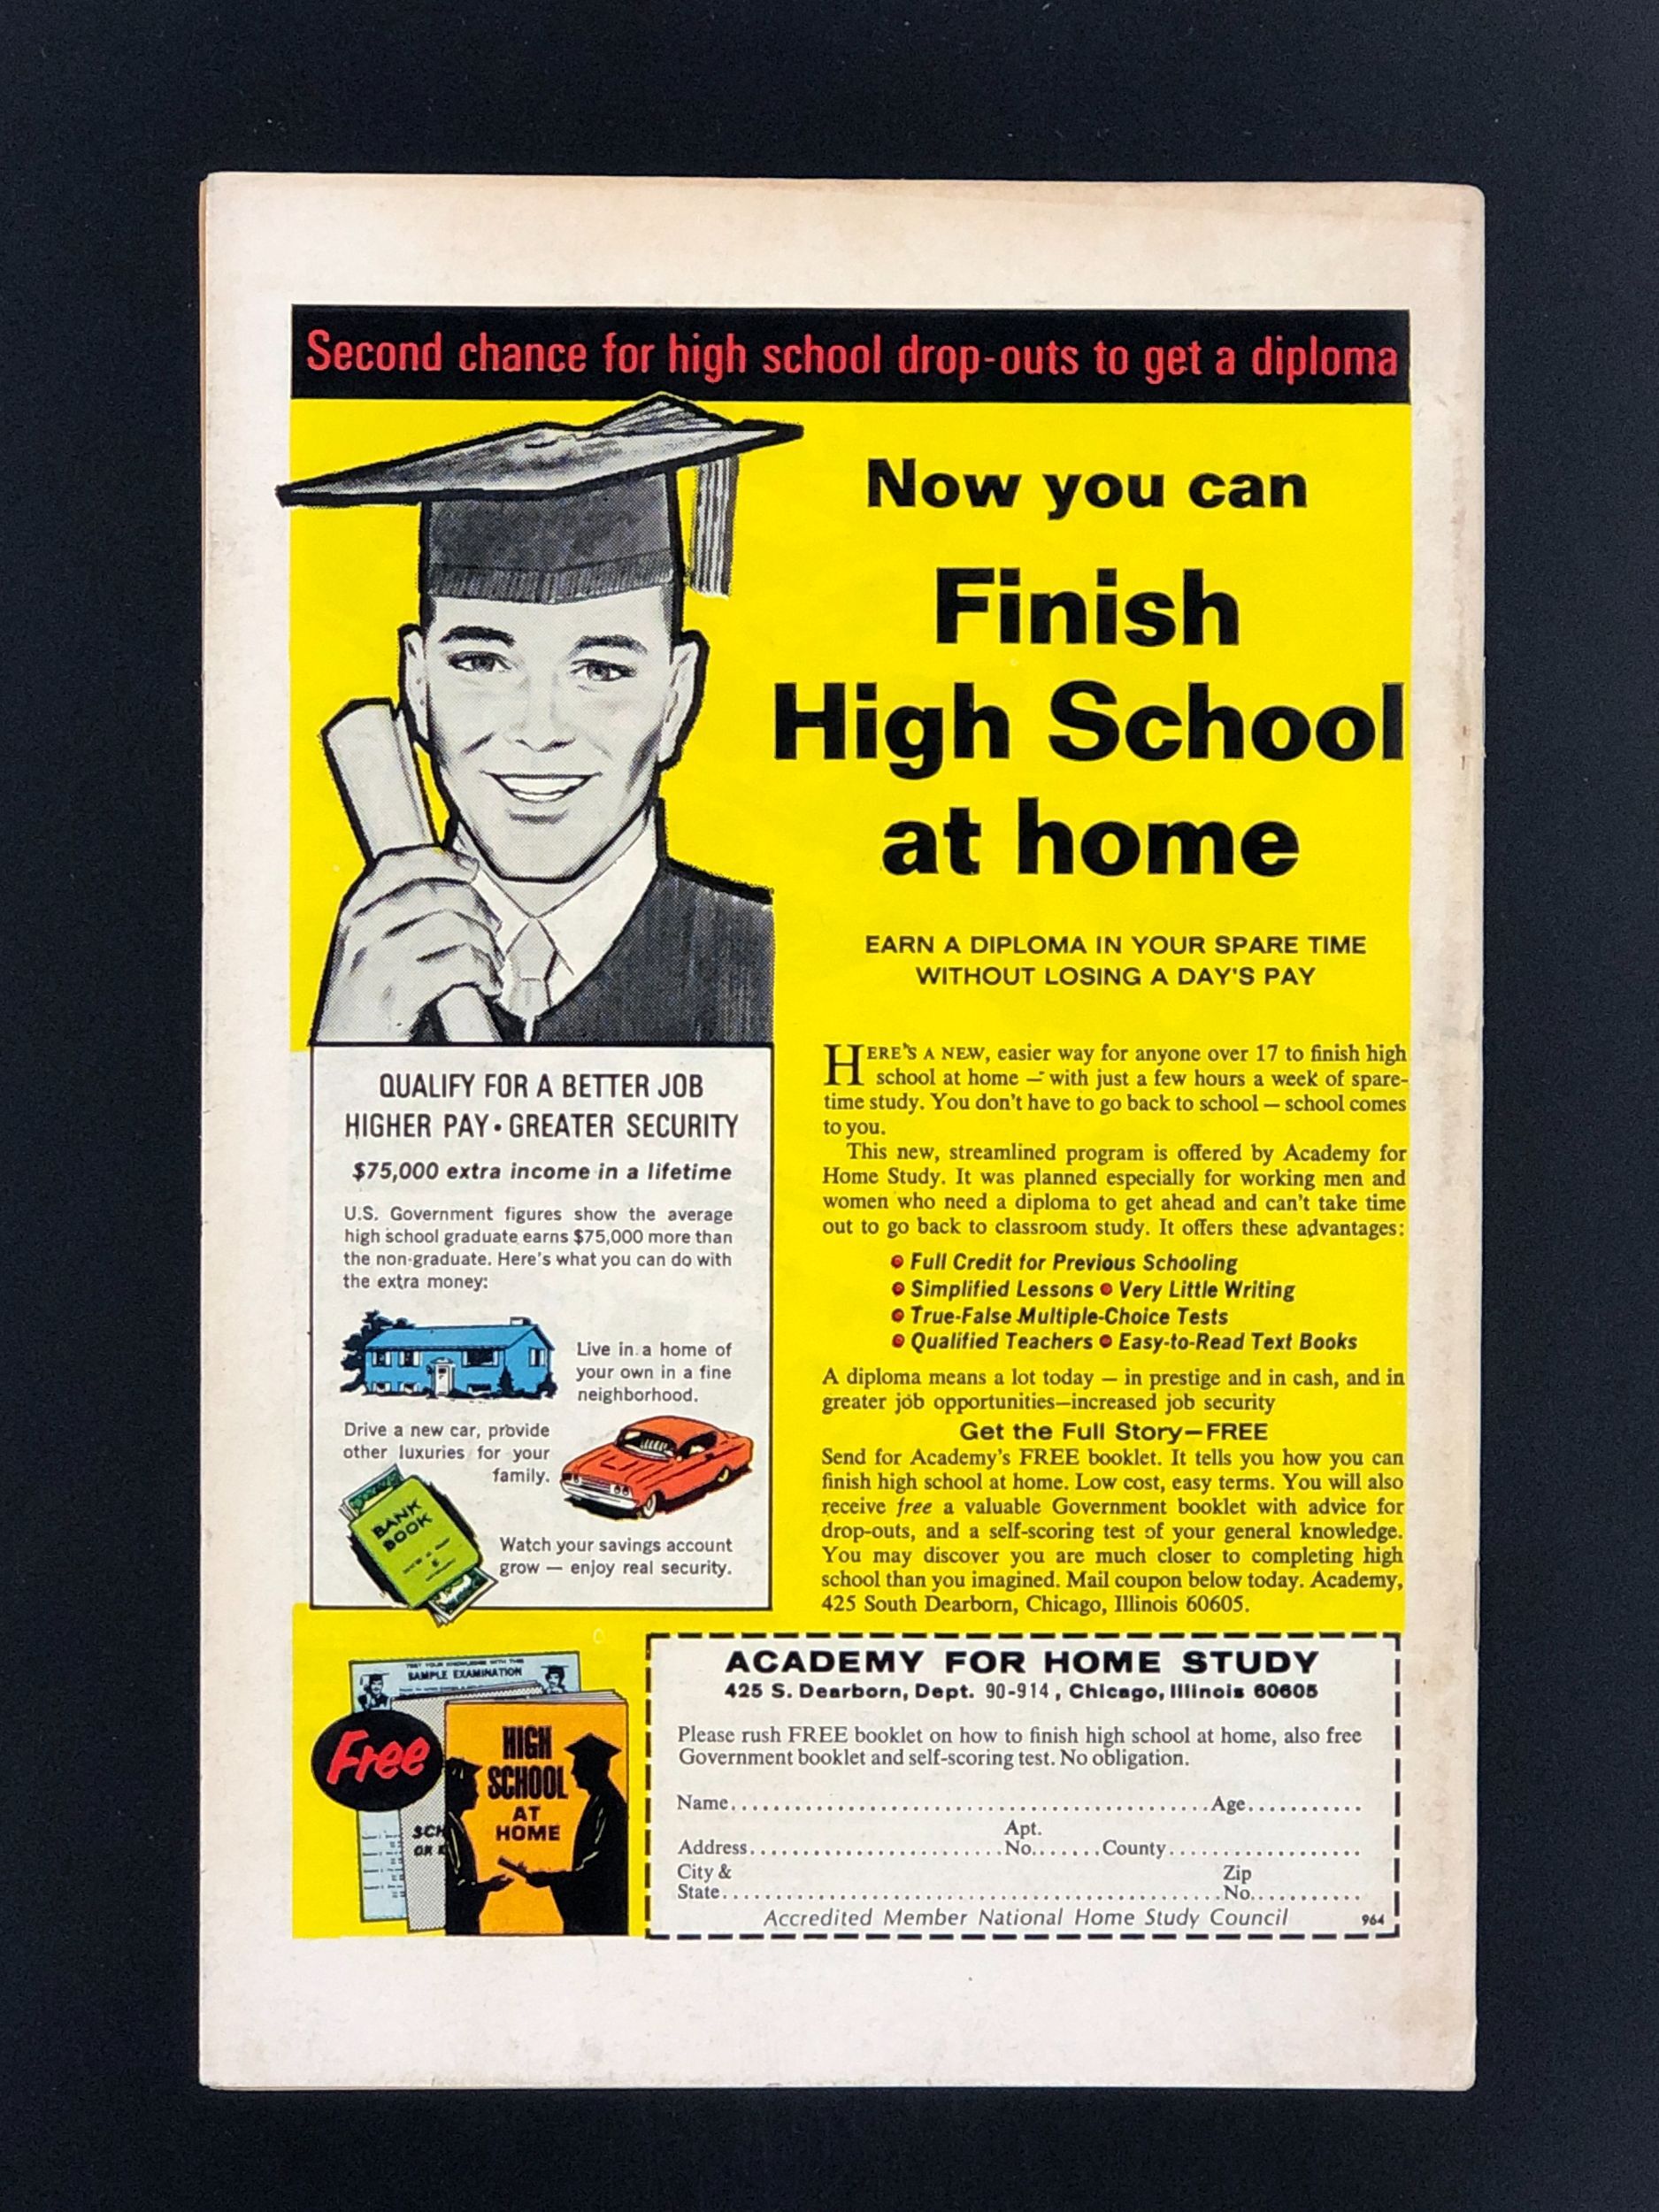 Second chance for high school drop-outs to get a diploma
Now you can
Finish
High School
at home
EARN A DIPLOMA IN YOUR SPARE TIME
WITHOUT LOSING A DAY'S PAY
HERE'S A NEW, easier way for anyone over 17 to finish high
school at home — with just a few hours a week of spare-
time study. You don't have to go back to school — school comes
to you.
This new, streamlined program is offered by Academy for
Home Study. It was planned especially for working men and
women who need a diploma to get ahead and can't take time
out to go back to classroom study. It offers these advantages:
• Full Credit for Previous Schooling
• Simplified Lessons • Very Little Writing
• True-False Multiple-Choice Tests
• Qualified Teachers • Easy-to-Read Text Books
A diploma means a lot today — in prestige and in cash, and in
greater job opportunities—increased job security
Get the Full Story—FREE
Send for Academy's FREE booklet. It tells you how you can
finish high school at home. Low cost, easy terms. You will also
receive free a valuable Government booklet with advice for
drop-outs, and a self-scoring test of your general knowledge.
You may discover you are much closer to completing high
school than you imagined. Mail coupon below today. Academy,
425 South Dearborn, Chicago, Illinois 60605.
QUALIFY FOR A BETTER JOB
HIGHER PAY • GREATER SECURITY
$75,000 extra income in a lifetime
U.S. Government figures show the average
high school graduate earns $75,000 more than
the non-graduate. Here's what you can do with
the extra money:
Live in a home of
your own in a fine
neighborhood.
Drive a new car, provide
other luxuries for your
family.
BANK
BOOK
Watch your savings account
grow — enjoy real security.
TEST YOUR KNOWLEDGE WITH THIS
SAMPLE EXAMINATION
Free
HIGH
SCHOOL
AT
HOME
SCH
OR
ACADEMY FOR HOME STUDY
425 S. Dearborn, Dept. 90-914, Chicago, Illinois 60605
Please rush FREE booklet on how to finish high school at home, also free
Government booklet and self-scoring test. No obligation.
Name..........Age..........
Apt.
Address..........No.......County..........
City & Zip
State..........No..........
Accredited Member National Home Study Council 964